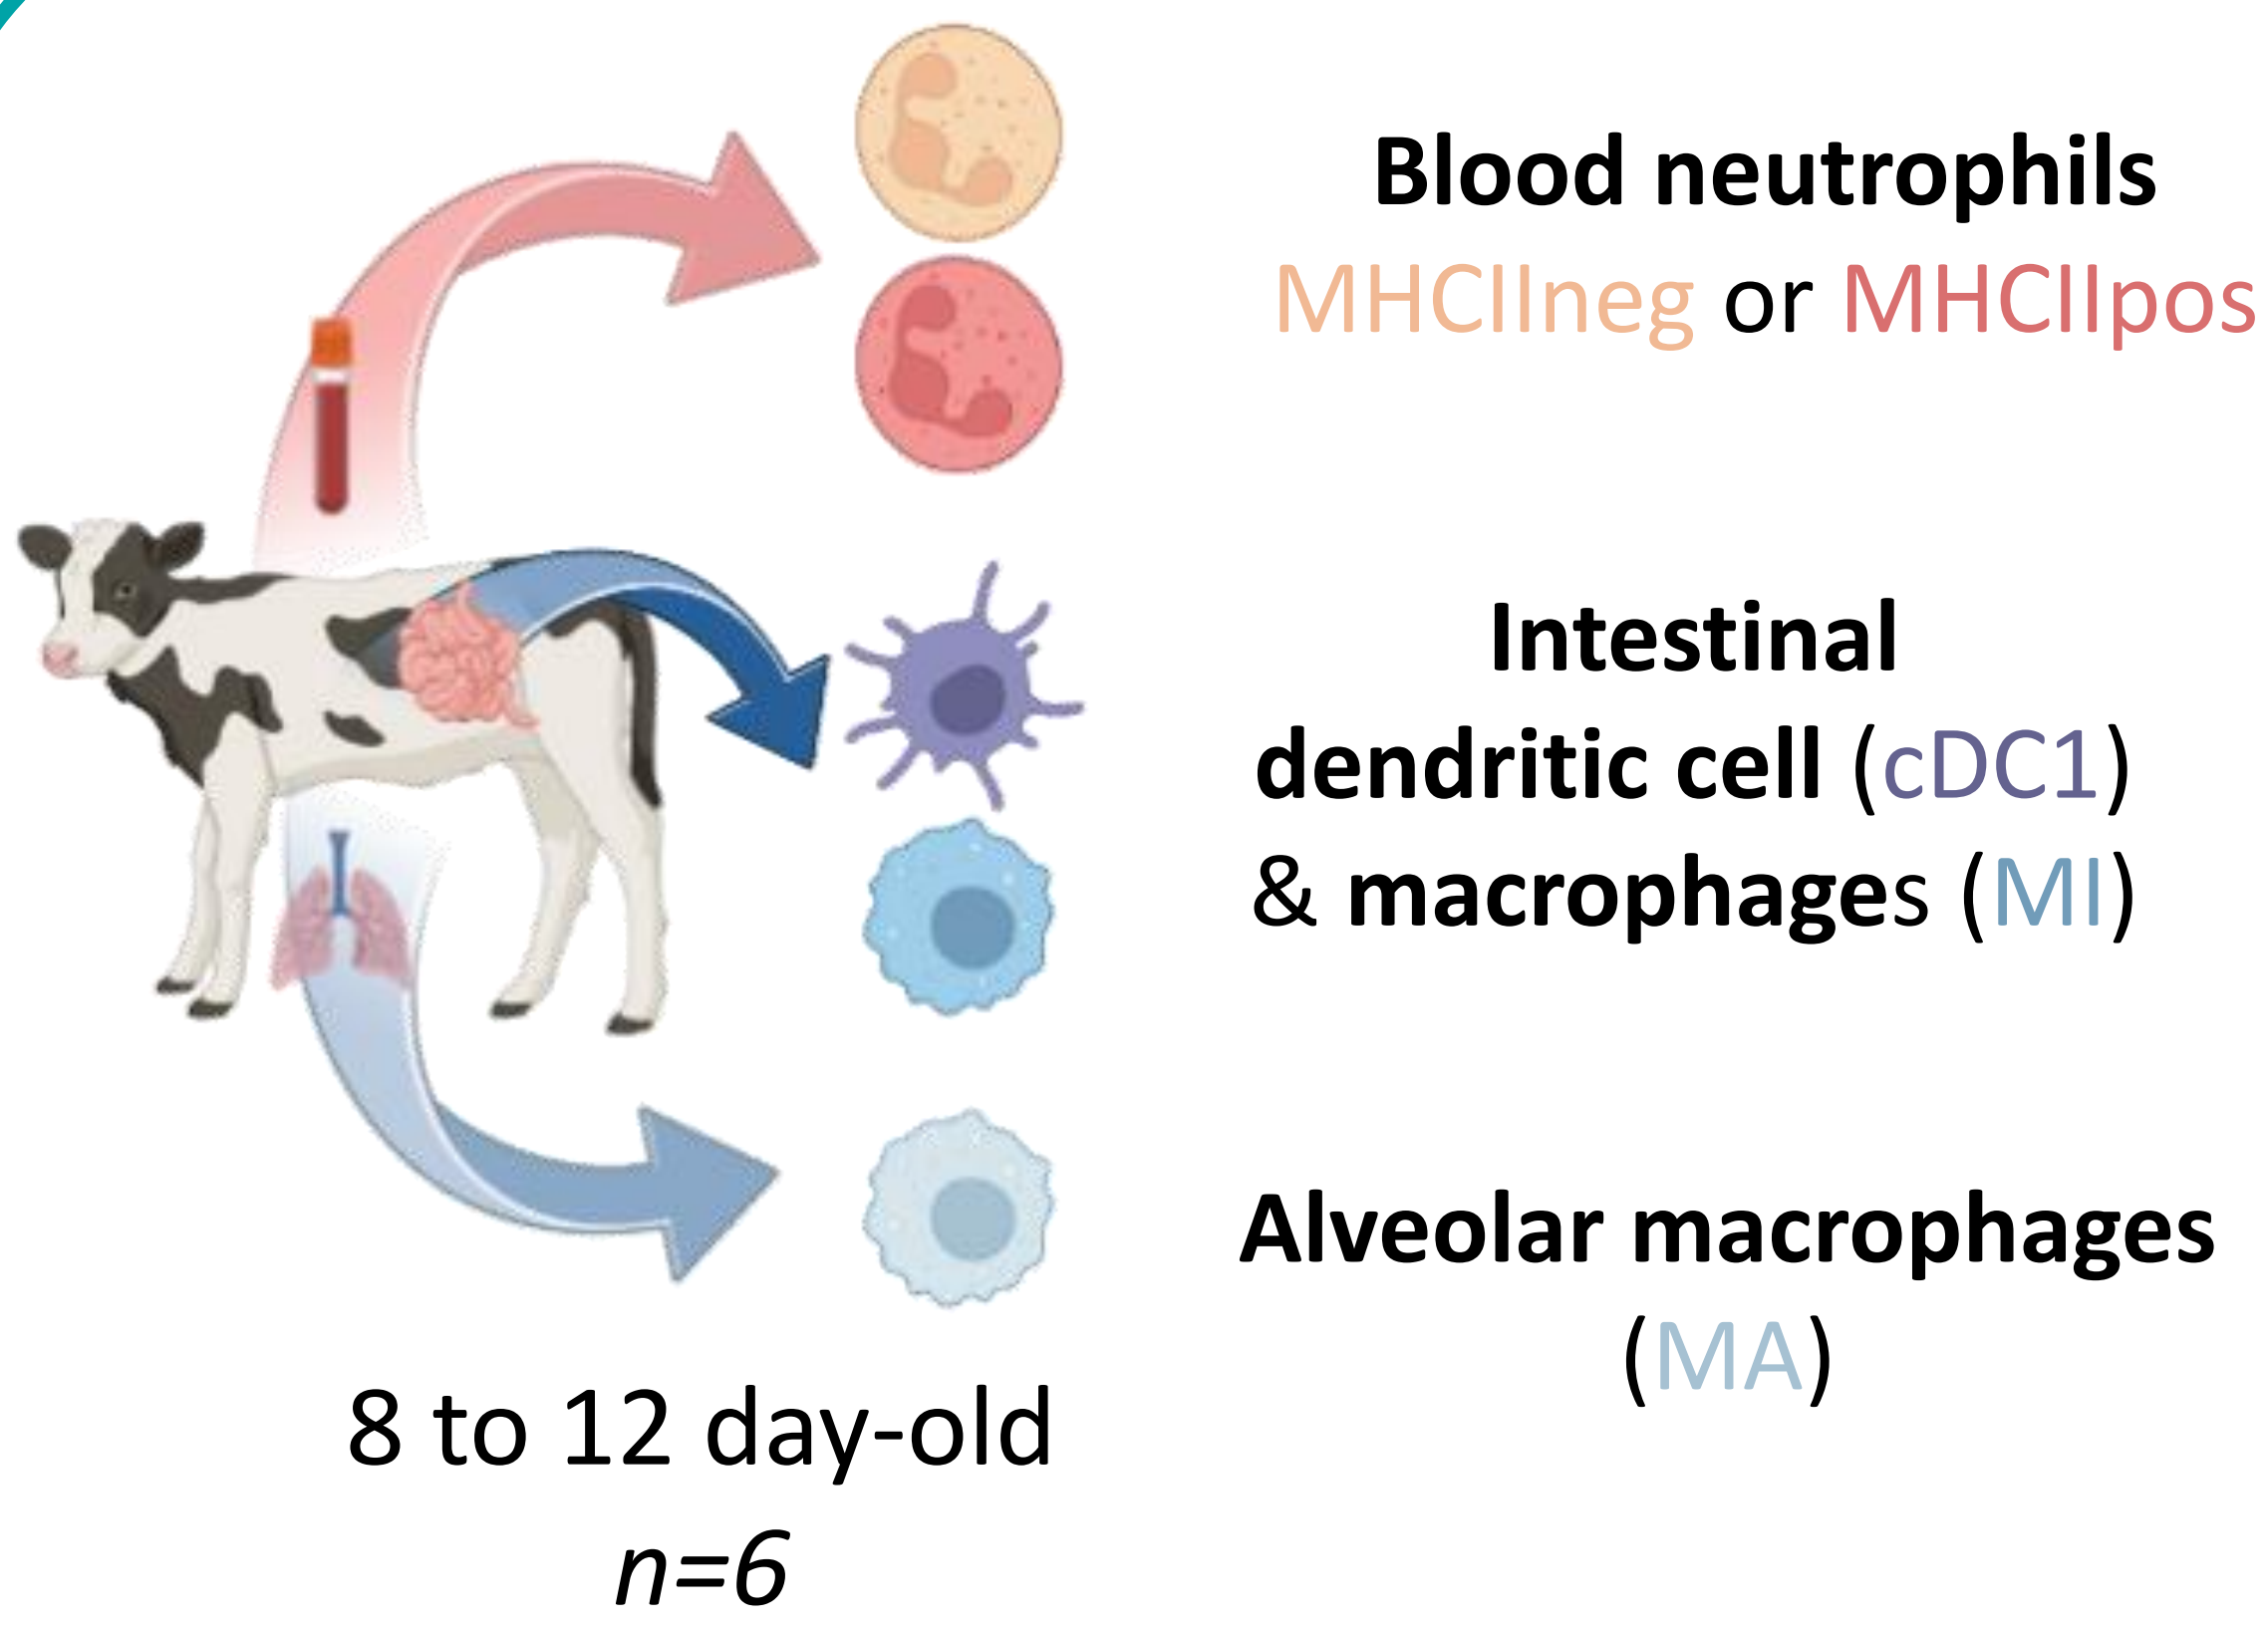 Blood neutrophils
MHCIIneg or MHCIIpos
Intestinal
dendritic cell (cDC1)
& macrophages (MI)
Alveolar macrophages
(MA)
8 to 12 day-old
n=6